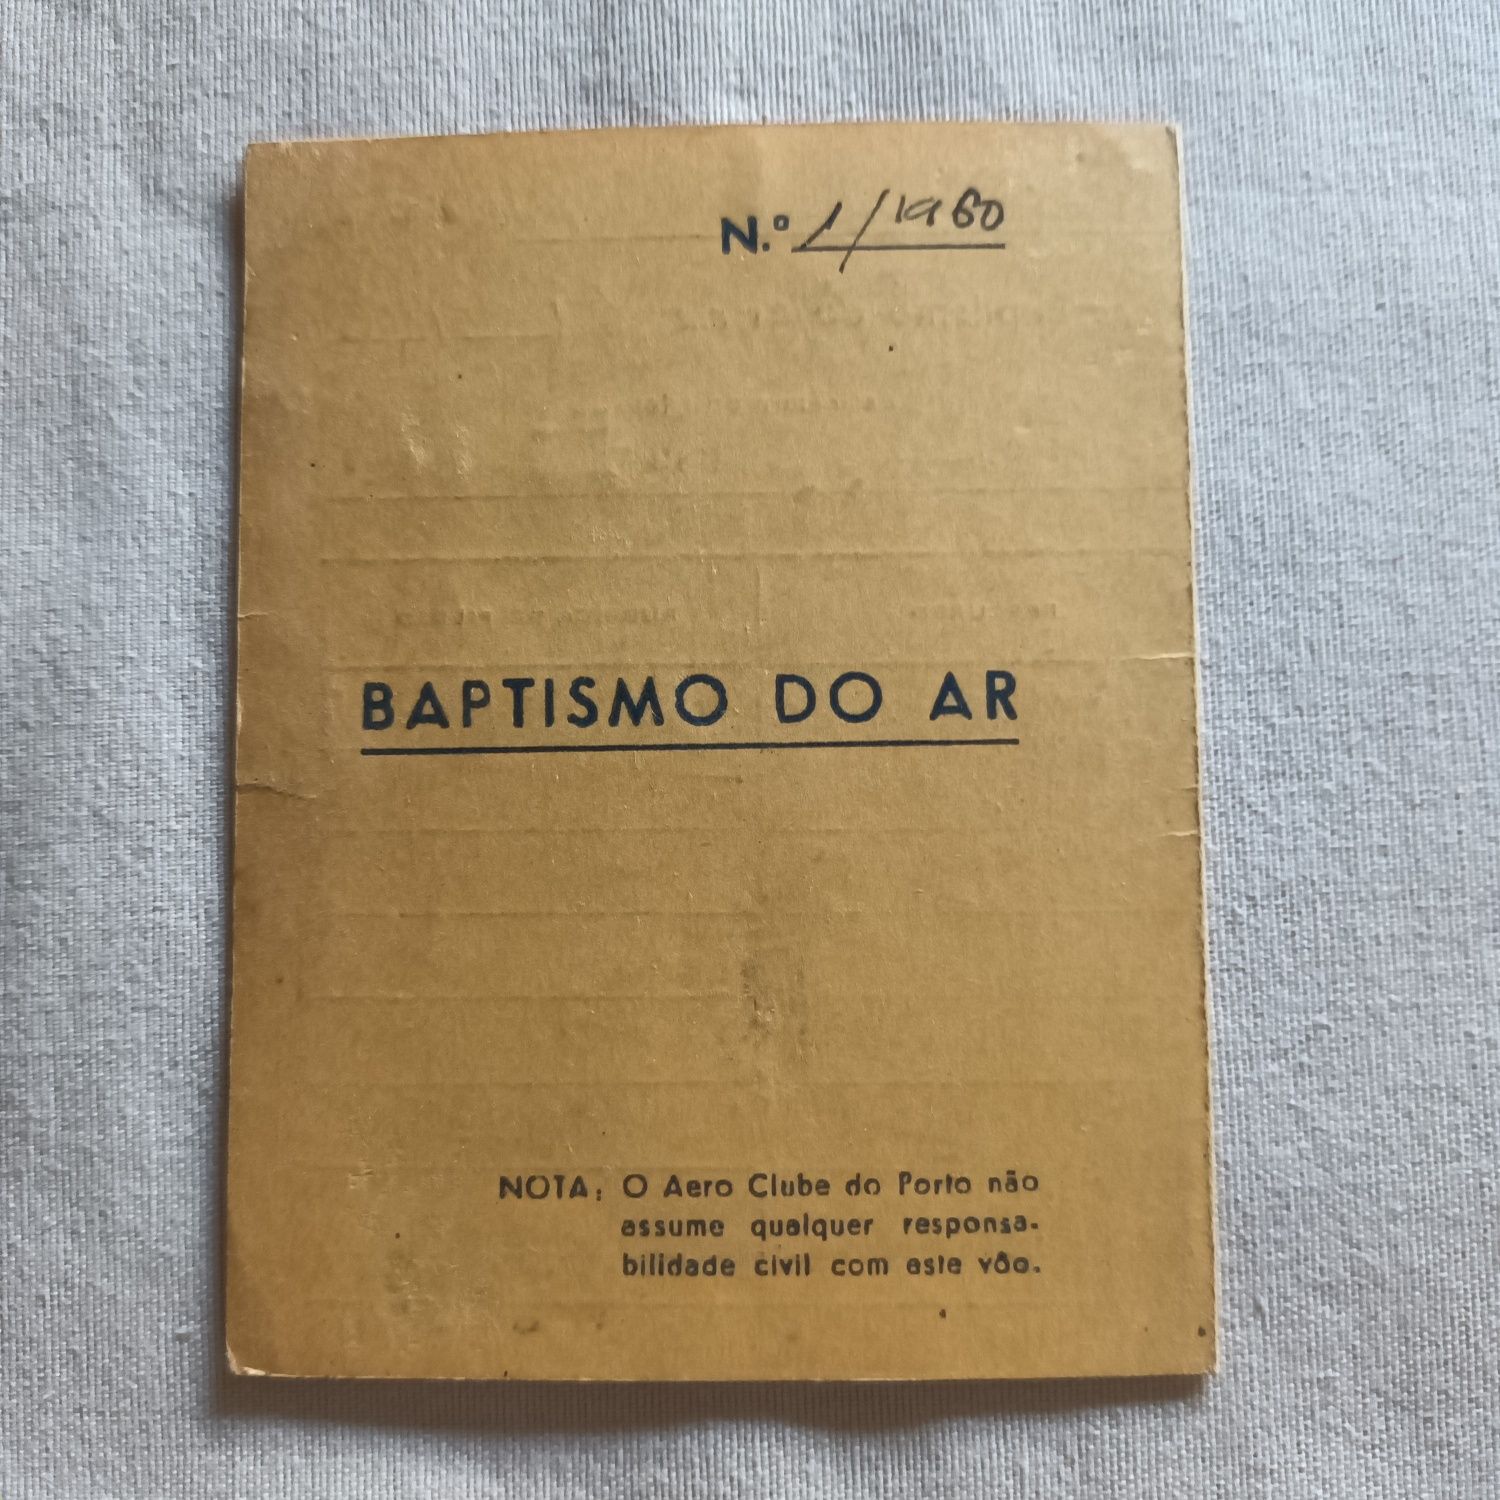 N.º 1/1960
BAPTISMO DO AR
NOTA: O Aero Clube do Porto não
assume qualquer responsa-
bilidade civil com este vôo.